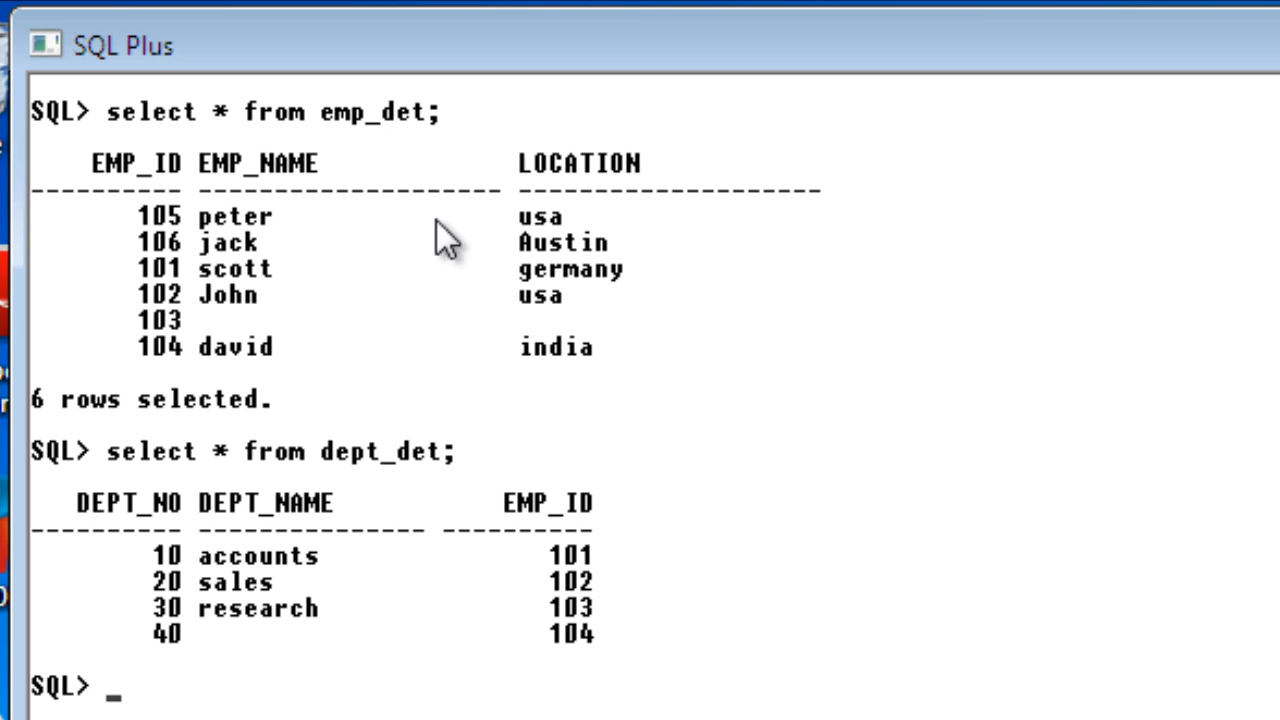 SQL Plus
SQL> select * from emp_det;
EMP_ID EMP_NAME LOCATION
---------- -------------------- --------------------
105 peter usa
106 jack Austin
101 scott germany
102 John usa
103
104 david india
6 rows selected.
SQL> select * from dept_det;
DEPT_NO DEPT_NAME EMP_ID
---------- --------------- ----------
10 accounts 101
20 sales 102
30 research 103
40 104
SQL> _